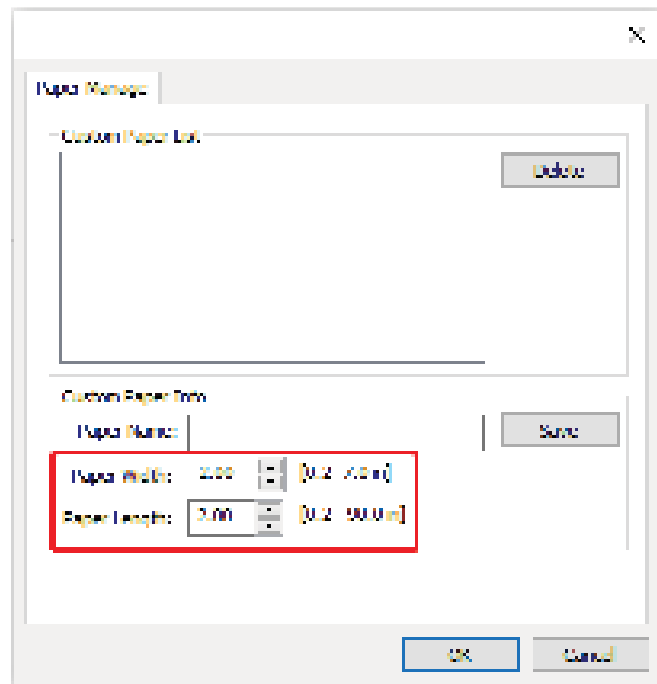 Paper Manage
Custom Paper List
Delete
Custom Paper Info
Paper Name:
Save
Paper Width:
Paper Length:
OK
Cancel